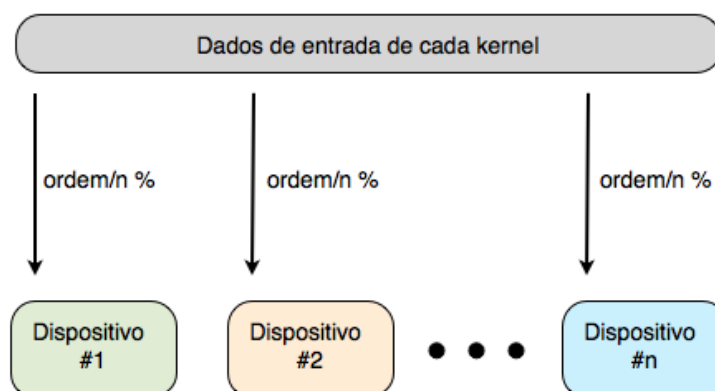 Dados de entrada de cada kernel
ordem/n %
ordem/n %
ordem/n %
Dispositivo
#1
Dispositivo
#2
Dispositivo
#n